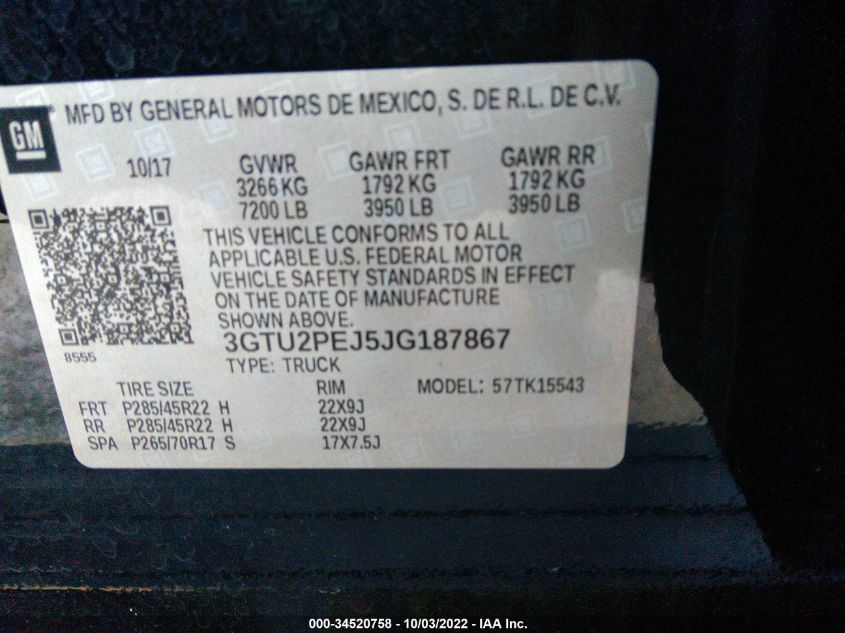 GM
MFD BY GENERAL MOTORS DE MEXICO, S. DE R.L. DE C.V.
10/17 GVWR GAWR FRT GAWR RR
3266 KG 1792 KG 1792 KG
7200 LB 3950 LB 3950 LB
THIS VEHICLE CONFORMS TO ALL
APPLICABLE U.S. FEDERAL MOTOR
VEHICLE SAFETY STANDARDS IN EFFECT
ON THE DATE OF MANUFACTURE
SHOWN ABOVE.
8555
3GTU2PEJ5JG187867
TYPE: TRUCK
TIRE SIZE RIM MODEL: 57TK15543
FRT P285/45R22 H 22X9J
RR P285/45R22 H 22X9J
SPA P265/70R17 S 17X7.5J
000-34520758 - 10/03/2022 - IAA Inc.